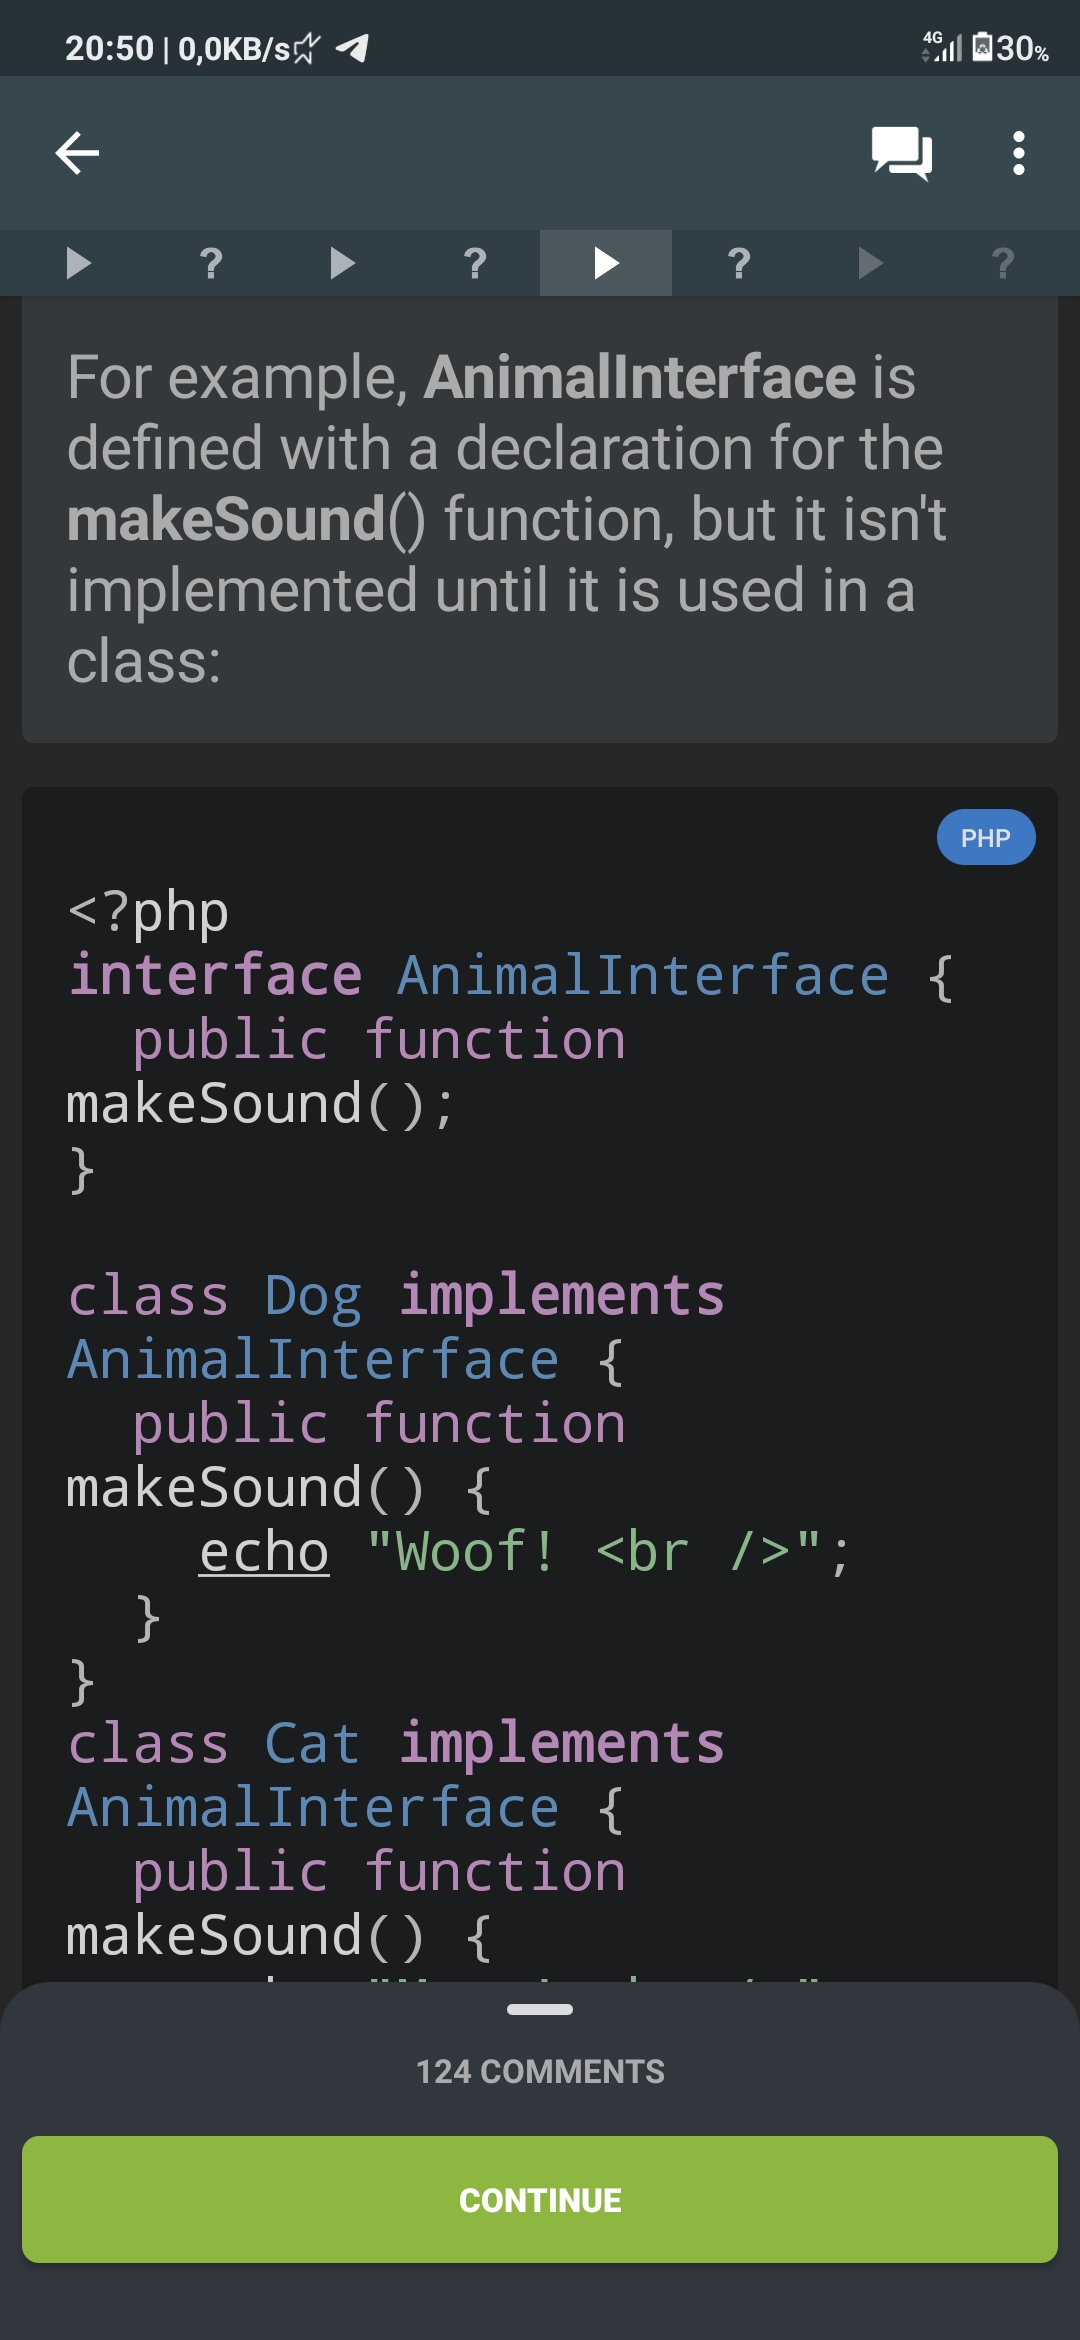 20:50 | 0,0KB/s
4G
30%
?
?
?
?
For example, AnimalInterface is
defined with a declaration for the
makeSound() function, but it isn't
implemented until it is used in a
class:
PHP
<?php
interface AnimalInterface {
  public function
makeSound();
}
class Dog implements
AnimalInterface {
  public function
makeSound() {
    echo "Woof! <br />";
  }
}
class Cat implements
AnimalInterface {
  public function
makeSound() {
124 COMMENTS
CONTINUE